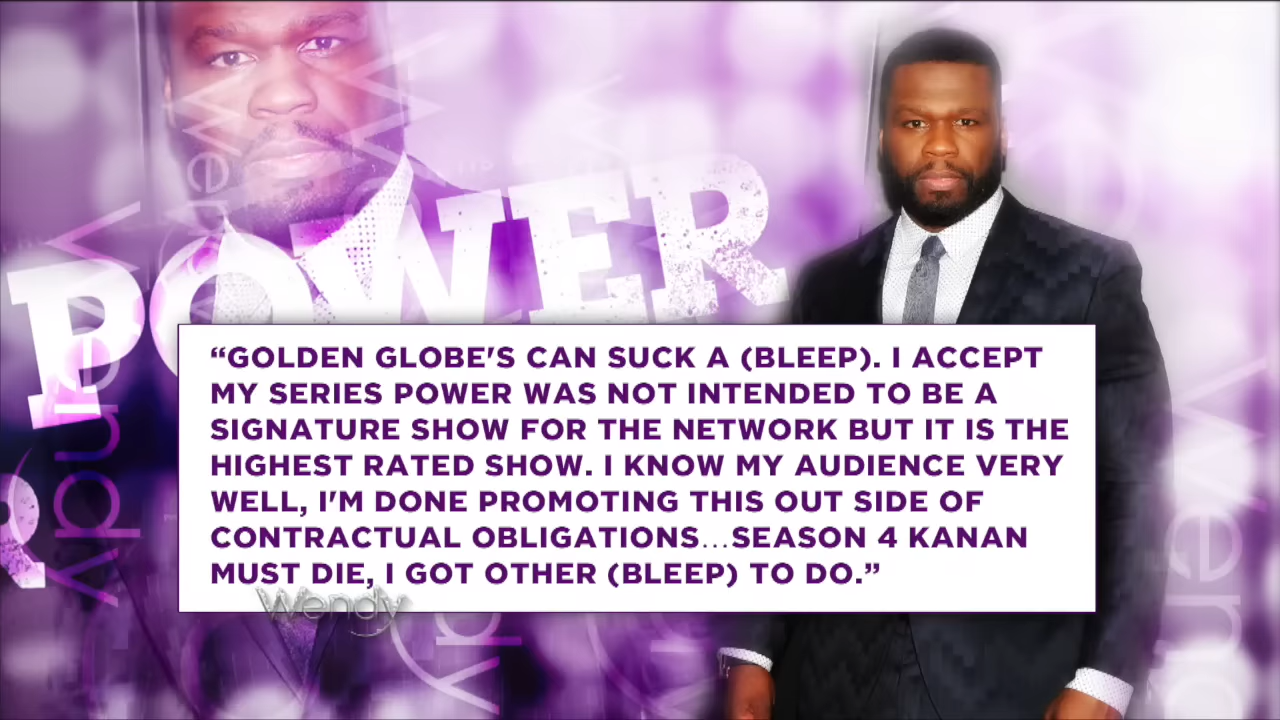 POWER
“GOLDEN GLOBE'S CAN SUCK A (BLEEP). I ACCEPT
MY SERIES POWER WAS NOT INTENDED TO BE A
SIGNATURE SHOW FOR THE NETWORK BUT IT IS THE
HIGHEST RATED SHOW. I KNOW MY AUDIENCE VERY
WELL, I'M DONE PROMOTING THIS OUT SIDE OF
CONTRACTUAL OBLIGATIONS...SEASON 4 KANAN
MUST DIE, I GOT OTHER (BLEEP) TO DO.”
Wendy
Wendy